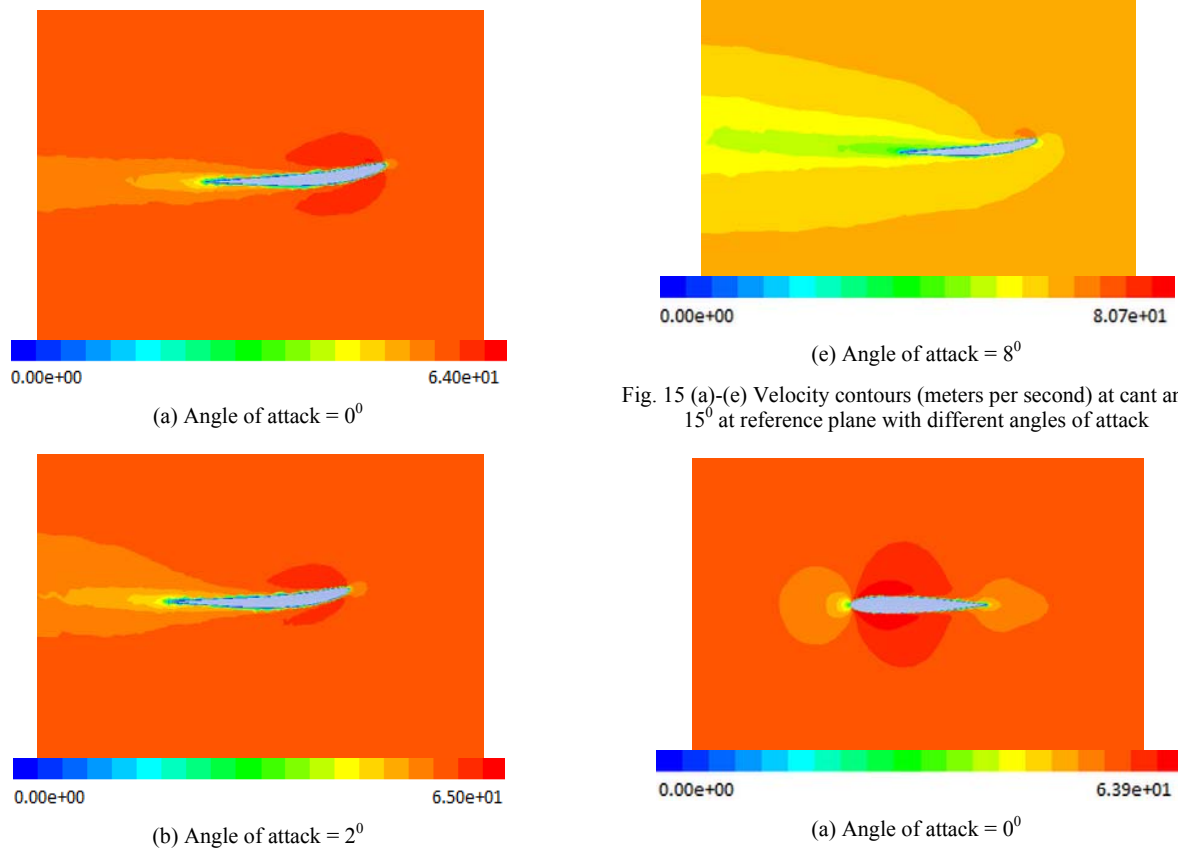 0.00e+00 6.40e+01
(a) Angle of attack = 0⁰
0.00e+00 6.50e+01
(b) Angle of attack = 2⁰
0.00e+00 8.07e+01
(e) Angle of attack = 8⁰
Fig. 15 (a)-(e) Velocity contours (meters per second) at cant
15⁰ at reference plane with different angles of attack
0.00e+00 6.39e+01
(a) Angle of attack = 0⁰